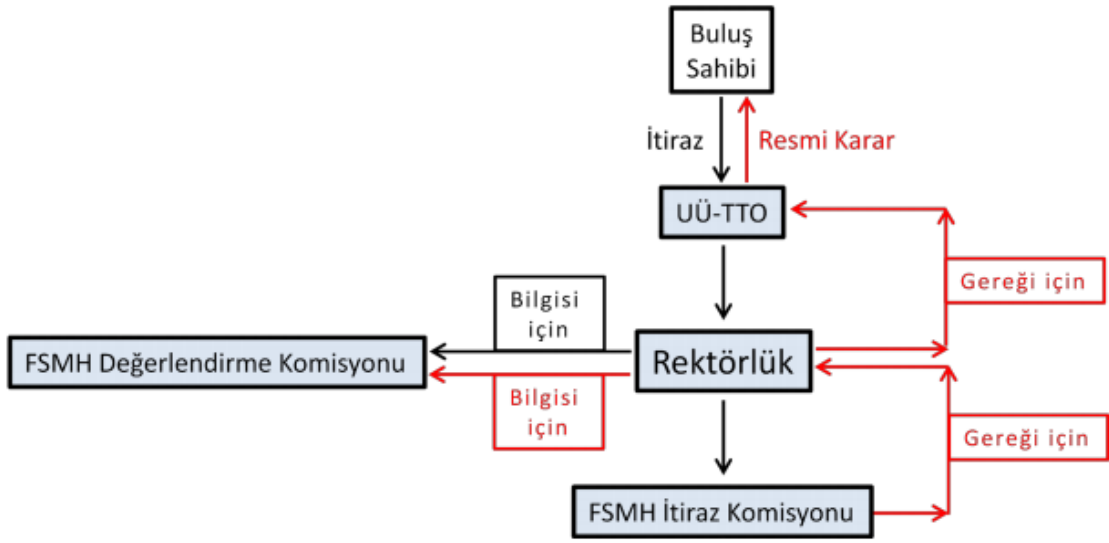 Buluş
Sahibi
İtiraz
Resmi Karar
UÜ-TTO
Gereği için
Bilgisi
için
FSMH Değerlendirme Komisyonu
Rektörlük
Bilgisi
için
Gereği için
FSMH İtiraz Komisyonu